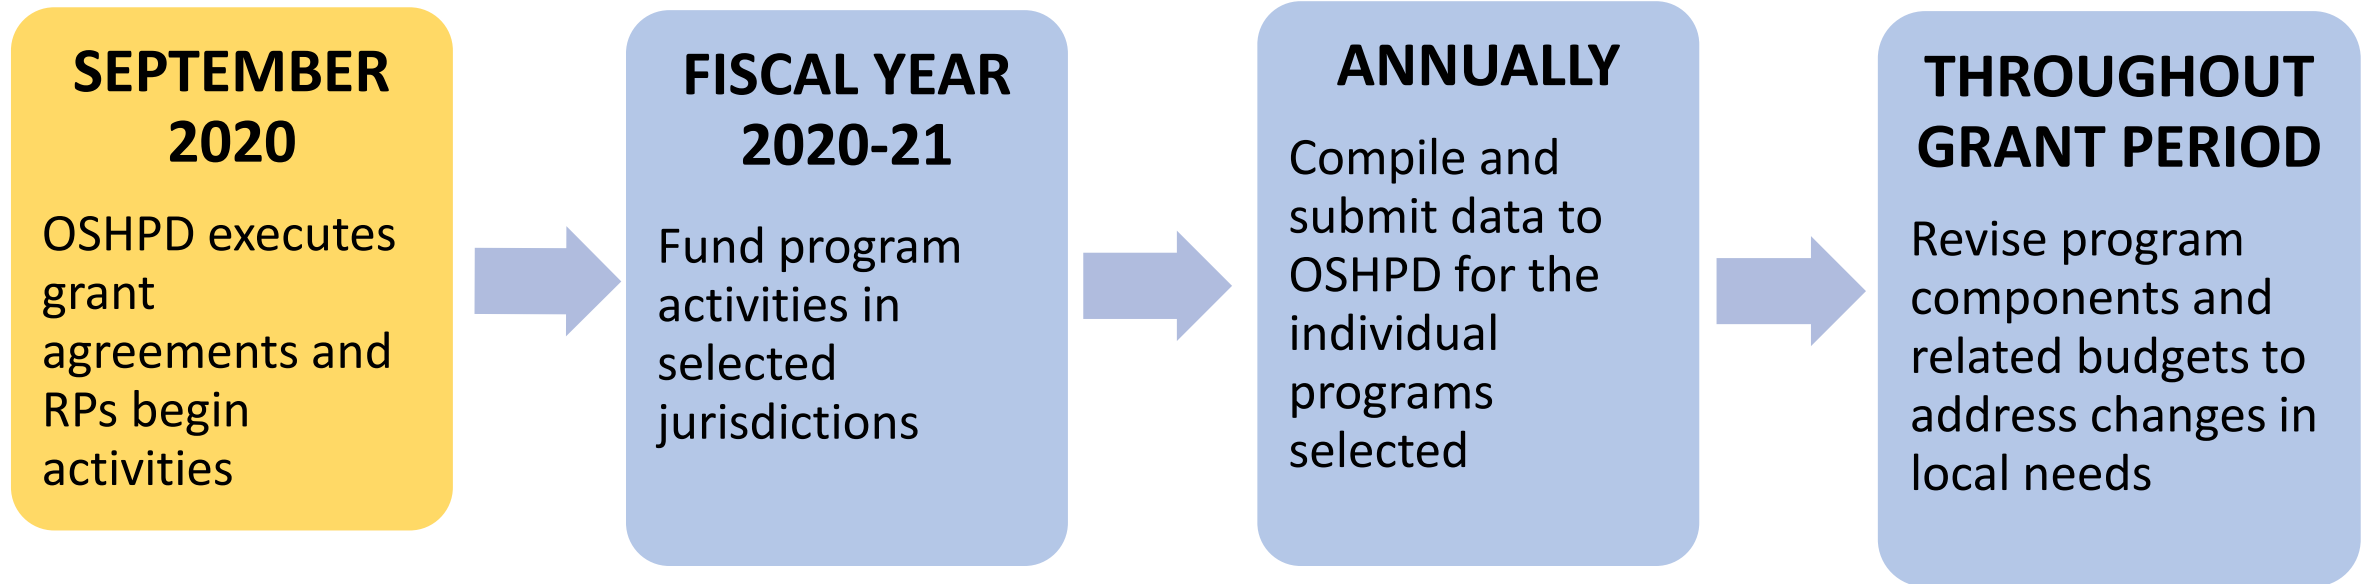 SEPTEMBER
2020
OSHPD executes
grant
agreements and
RPs begin
activities
FISCAL YEAR
2020-21
Fund program
activities in
selected
jurisdictions
ANNUALLY
Compile and
submit data to
OSHPD for the
individual
programs
selected
THROUGHOUT
GRANT PERIOD
Revise program
components and
related budgets to
address changes in
local needs